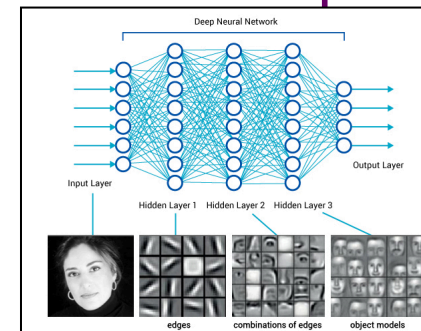 Deep Neural Network
Input Layer
Output Layer
Hidden Layer 1 Hidden Layer 2 Hidden Layer 3
edges combinations of edges object models